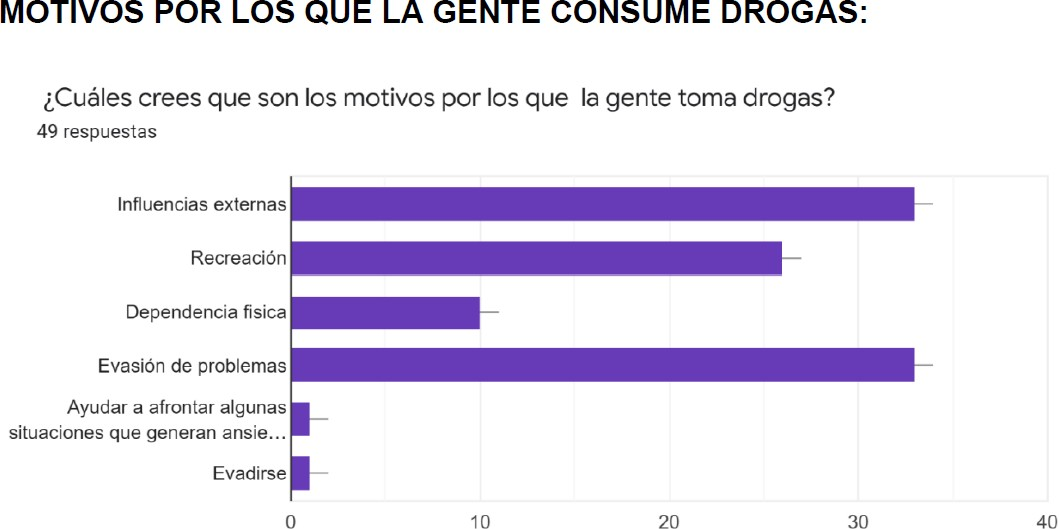 MOTIVOS POR LOS QUE LA GENTE CONSUME DROGAS:
¿Cuáles crees que son los motivos por los que la gente toma drogas?
49 respuestas
Influencias externas
Recreación
Dependencia fisica
Evasión de problemas
Ayudar a afrontar algunas
situaciones que generan ansie...
Evadirse
0 10 20 30 40